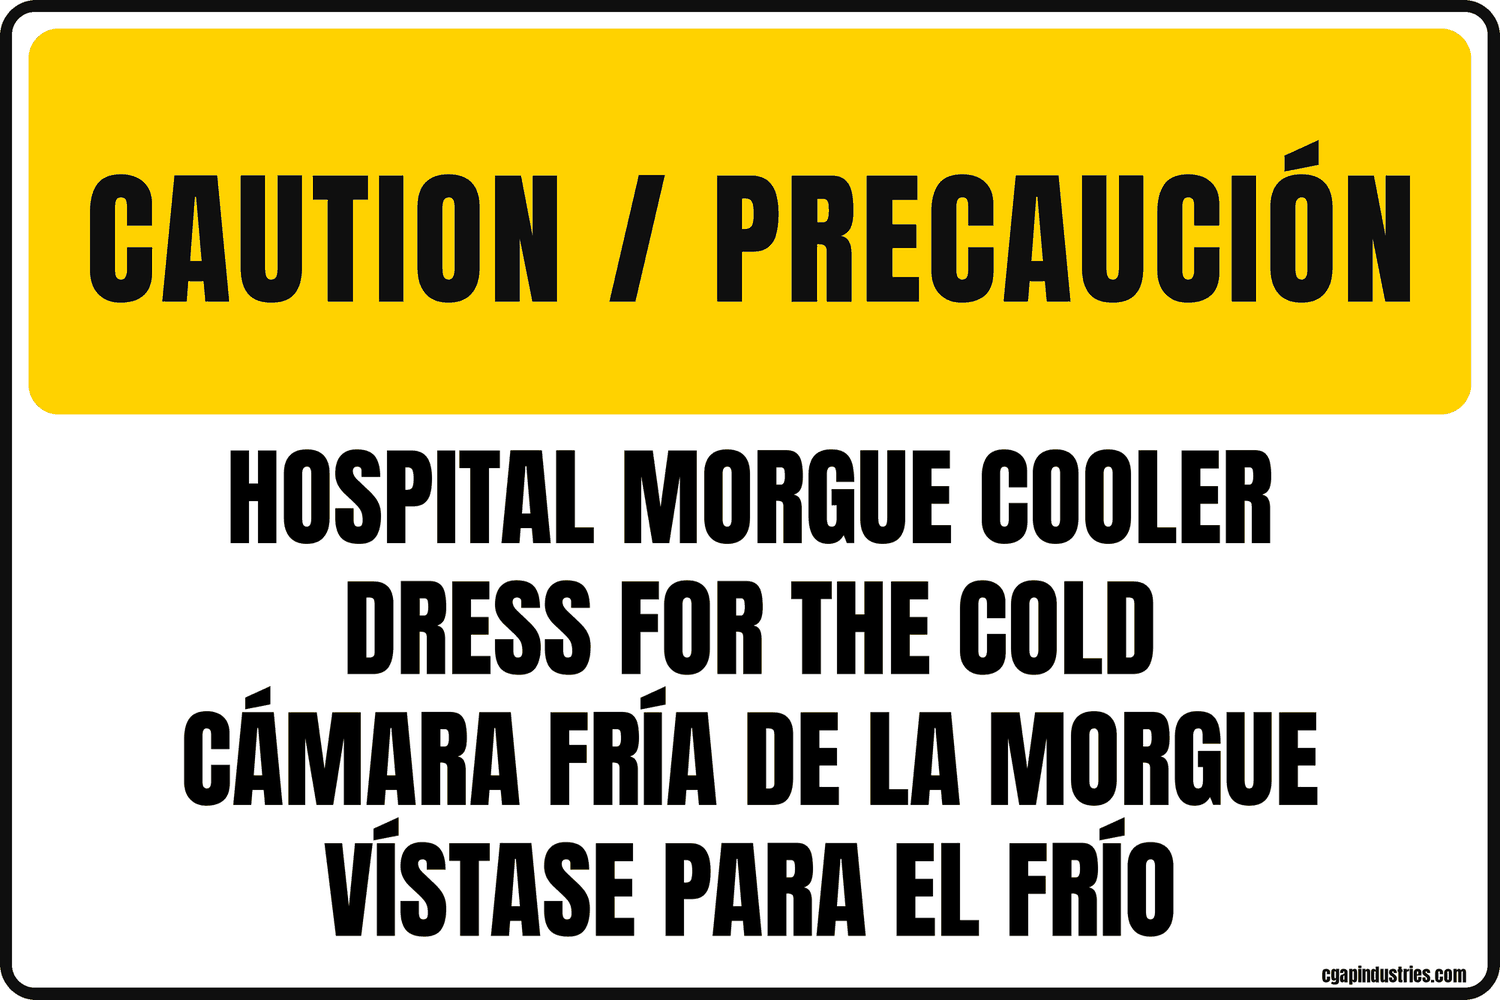 CAUTION / PRECAUCIÓN
HOSPITAL MORGUE COOLER
DRESS FOR THE COLD
CÁMARA FRÍA DE LA MORGUE
VÍSTASE PARA EL FRÍO
cgapindustries.com